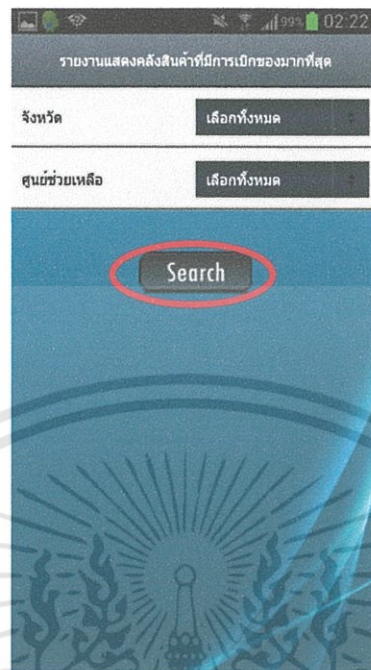 99% 02:22
รายงานแสดงคลังสินค้าที่มีการเบิกของมากที่สุด
จังหวัด เลือกทั้งหมด
ศูนย์ช่วยเหลือ เลือกทั้งหมด
Search